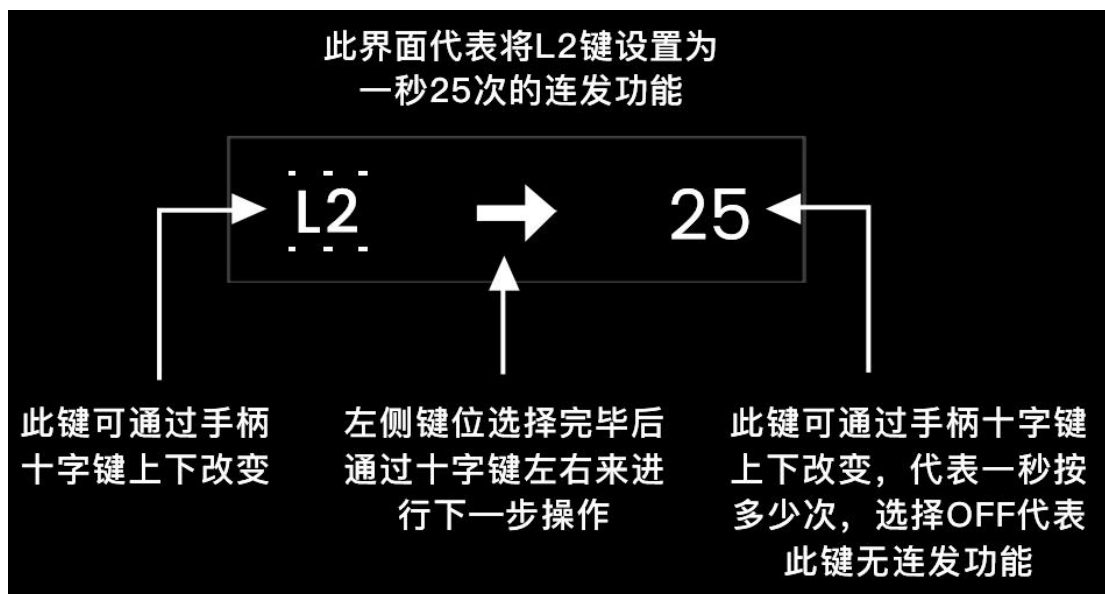 此界面代表将L2键设置为
一秒25次的连发功能
L2
25
此键可通过手柄
十字键上下改变
左侧键位选择完毕后
通过十字键左右来进
行下一步操作
此键可通过手柄十字键
上下改变，代表一秒按
多少次，选择OFF代表
此键无连发功能